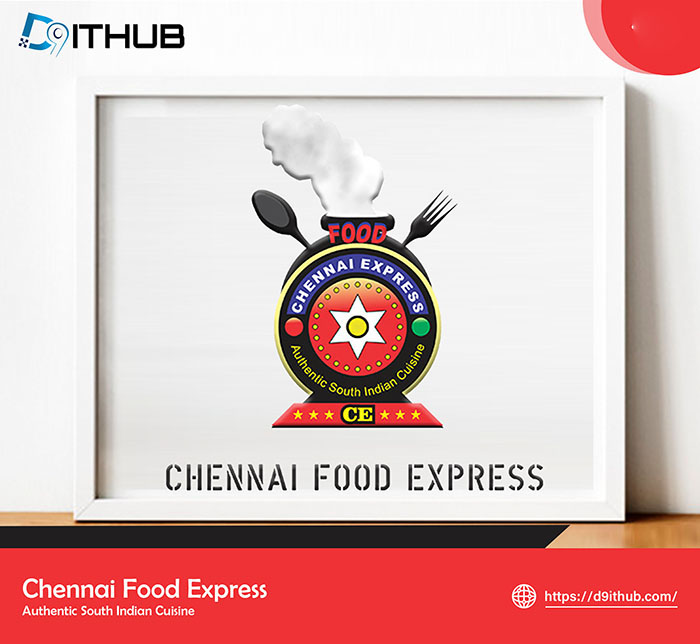 D9ITHUB
FOOD
CHENNAI EXPRESS
Authentic South Indian Cuisine
CE
CHENNAI FOOD EXPRESS
Chennai Food Express
Authentic South Indian Cuisine
https://d9ithub.com/